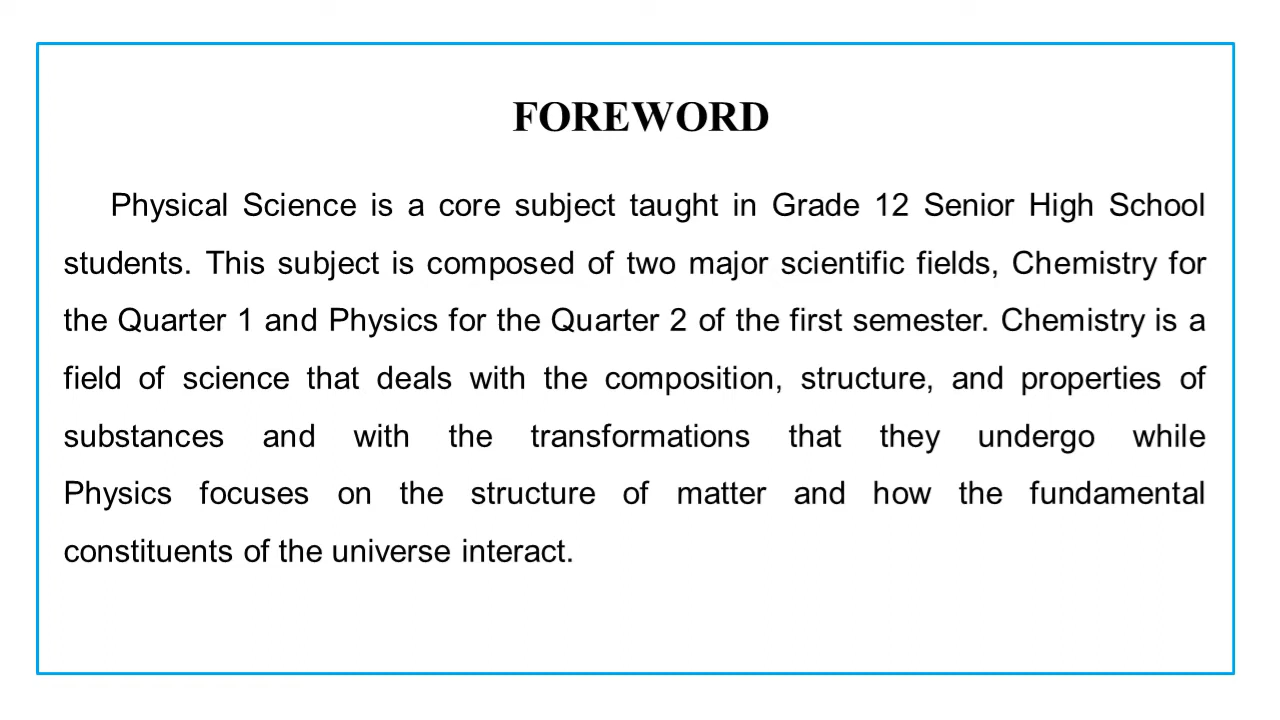 FOREWORD
Physical Science is a core subject taught in Grade 12 Senior High School
students. This subject is composed of two major scientific fields, Chemistry for
the Quarter 1 and Physics for the Quarter 2 of the first semester. Chemistry is a
field of science that deals with the composition, structure, and properties of
substances and with the transformations that they undergo while
Physics focuses on the structure of matter and how the fundamental
constituents of the universe interact.